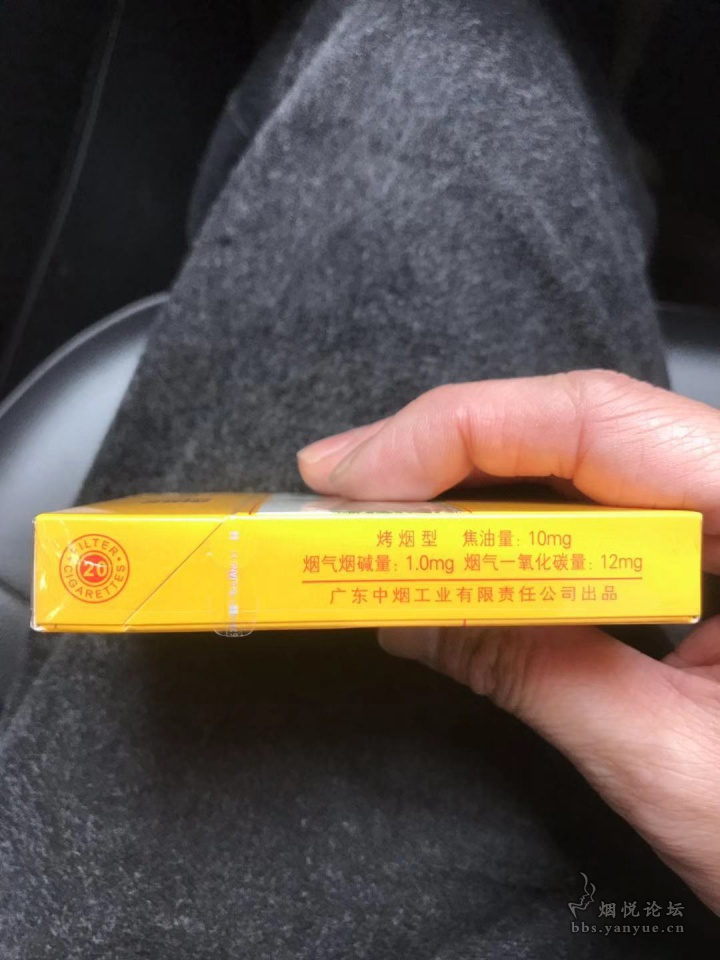 FILTER
20
CIGARETTES
烤烟型 焦油量: 10mg
烟气烟碱量: 1.0mg 烟气一氧化碳量: 12mg
广东中烟工业有限责任公司出品
烟悦论坛
bbs.yanyue.cn